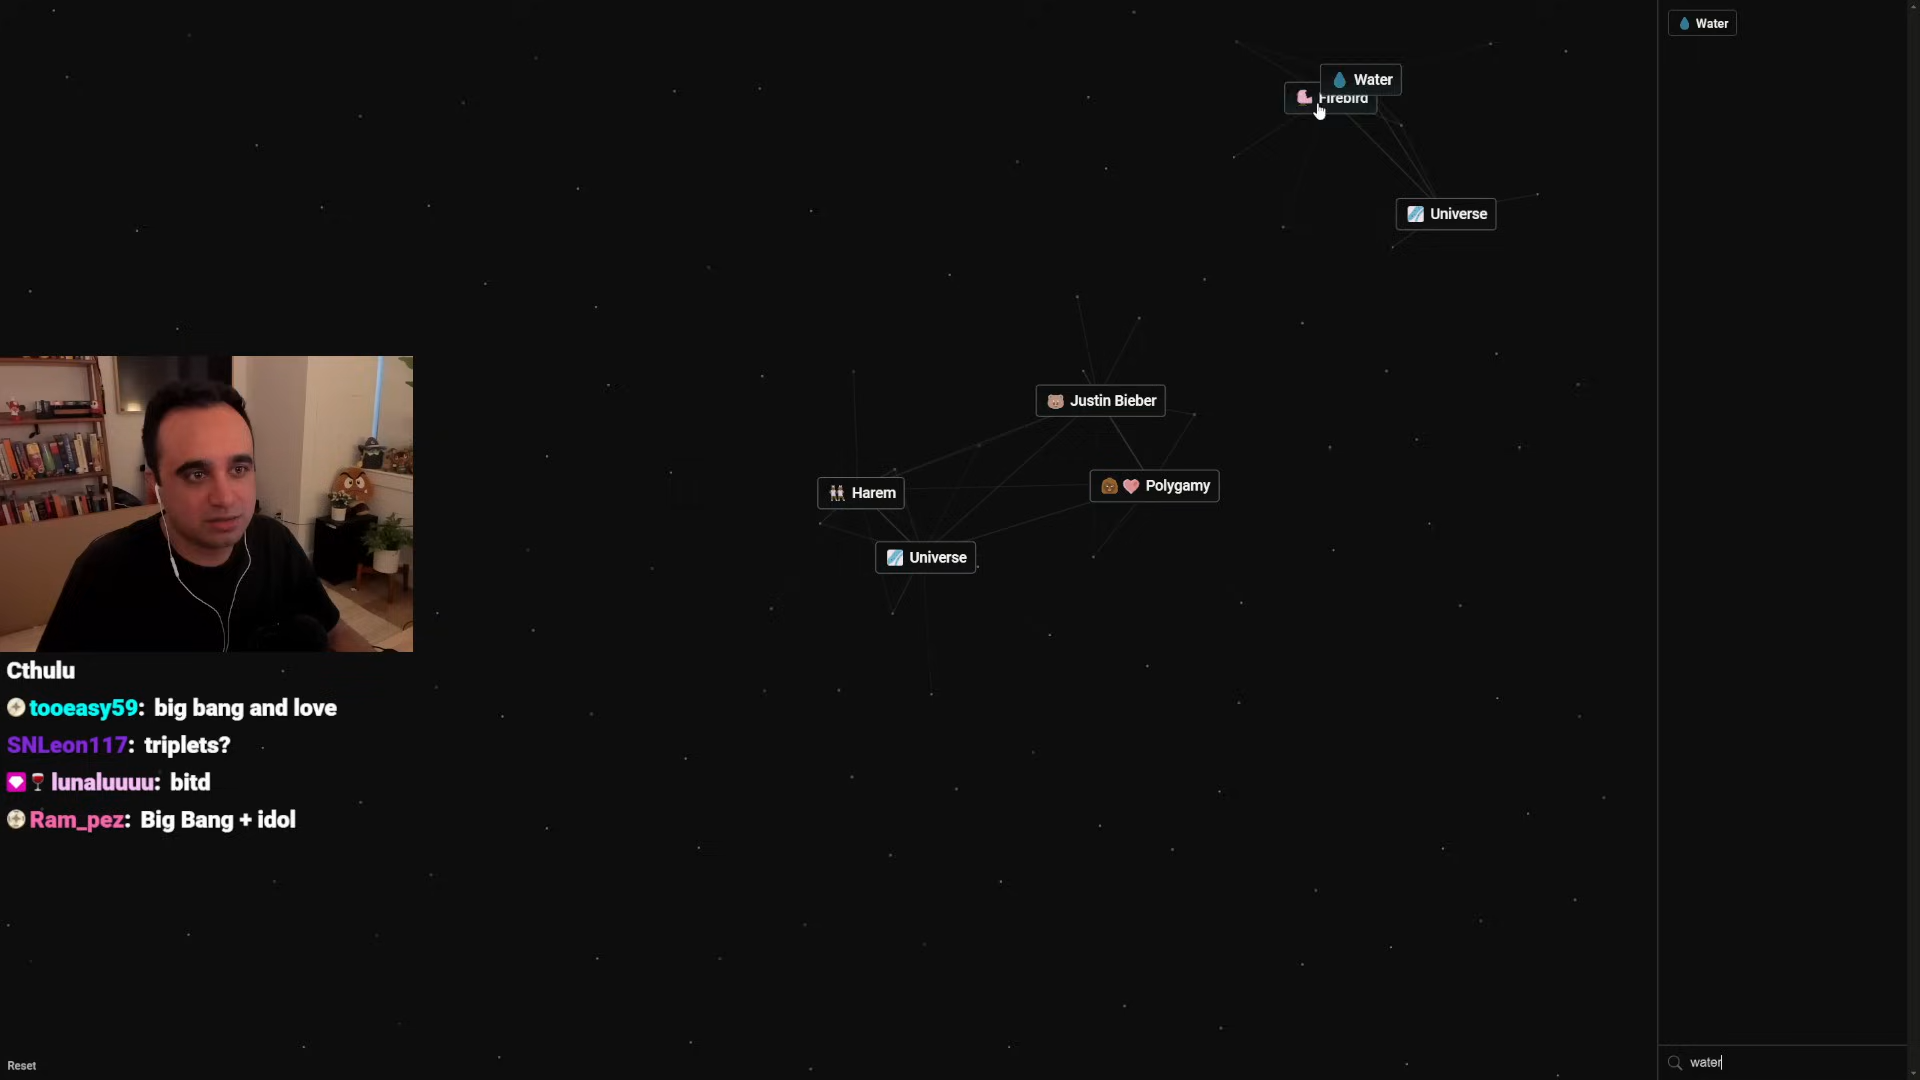 Water
Water
Firebird
Universe
Justin Bieber
Polygamy
Harem
Universe
Cthulu
tooeasy59: big bang and love
SNLeon117: triplets?
lunaluuuu: bitd
Ram_pez: Big Bang + idol
Reset
water